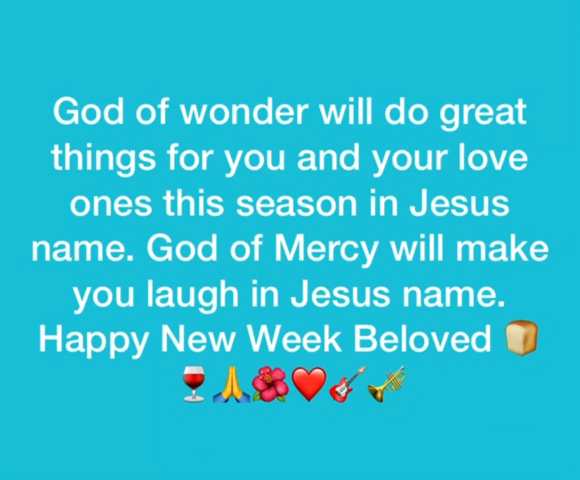 God of wonder will do great
things for you and your love
ones this season in Jesus
name. God of Mercy will make
you laugh in Jesus name.
Happy New Week Beloved 🍞
🍷🙏🌺❤️🎸🎺